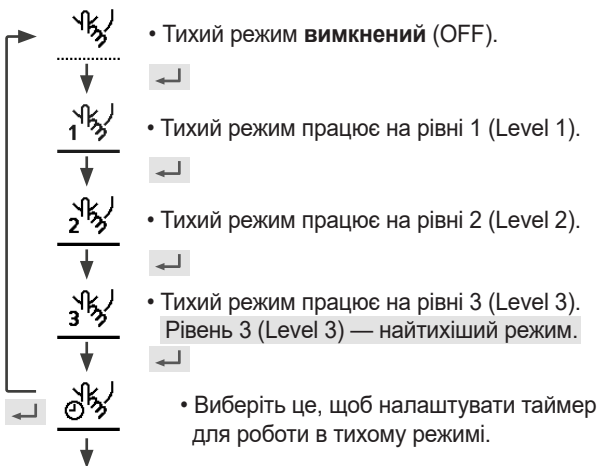 • Тихий режим вимкнений (OFF).
1
• Тихий режим працює на рівні 1 (Level 1).
2
• Тихий режим працює на рівні 2 (Level 2).
3
• Тихий режим працює на рівні 3 (Level 3).
Рівень 3 (Level 3) — найтихіший режим.
• Виберіть це, щоб налаштувати таймер
для роботи в тихому режимі.